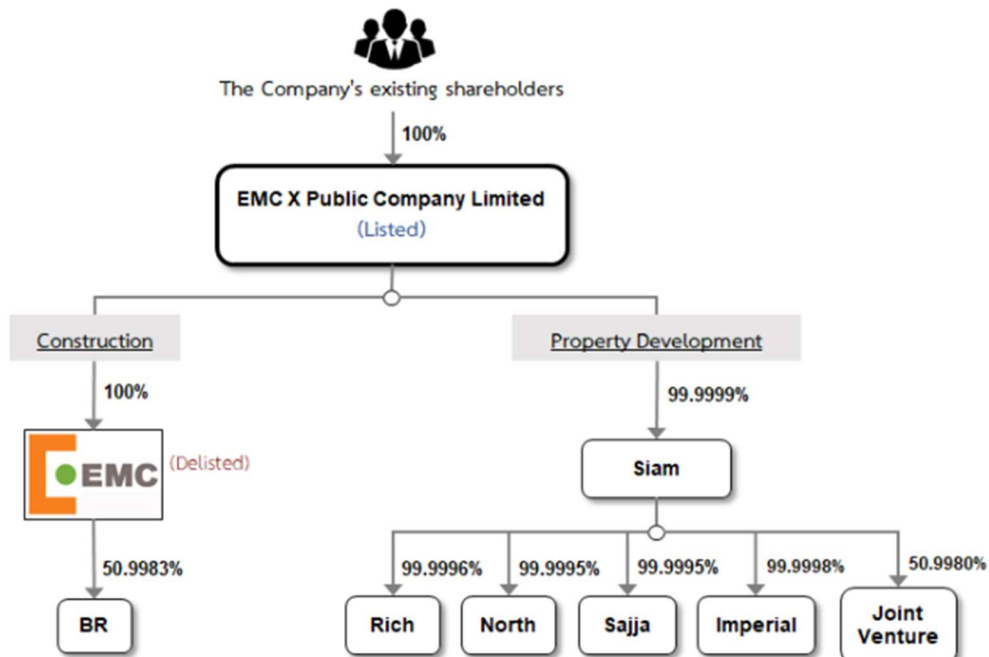 The Company's existing shareholders
100%
EMC X Public Company Limited
(Listed)
Construction
Property Development
100%
99.9999%
EMC
(Delisted)
Siam
50.9983%
99.9996%
99.9995%
99.9995%
99.9998%
50.9980%
BR
Rich
North
Sajja
Imperial
Joint
Venture